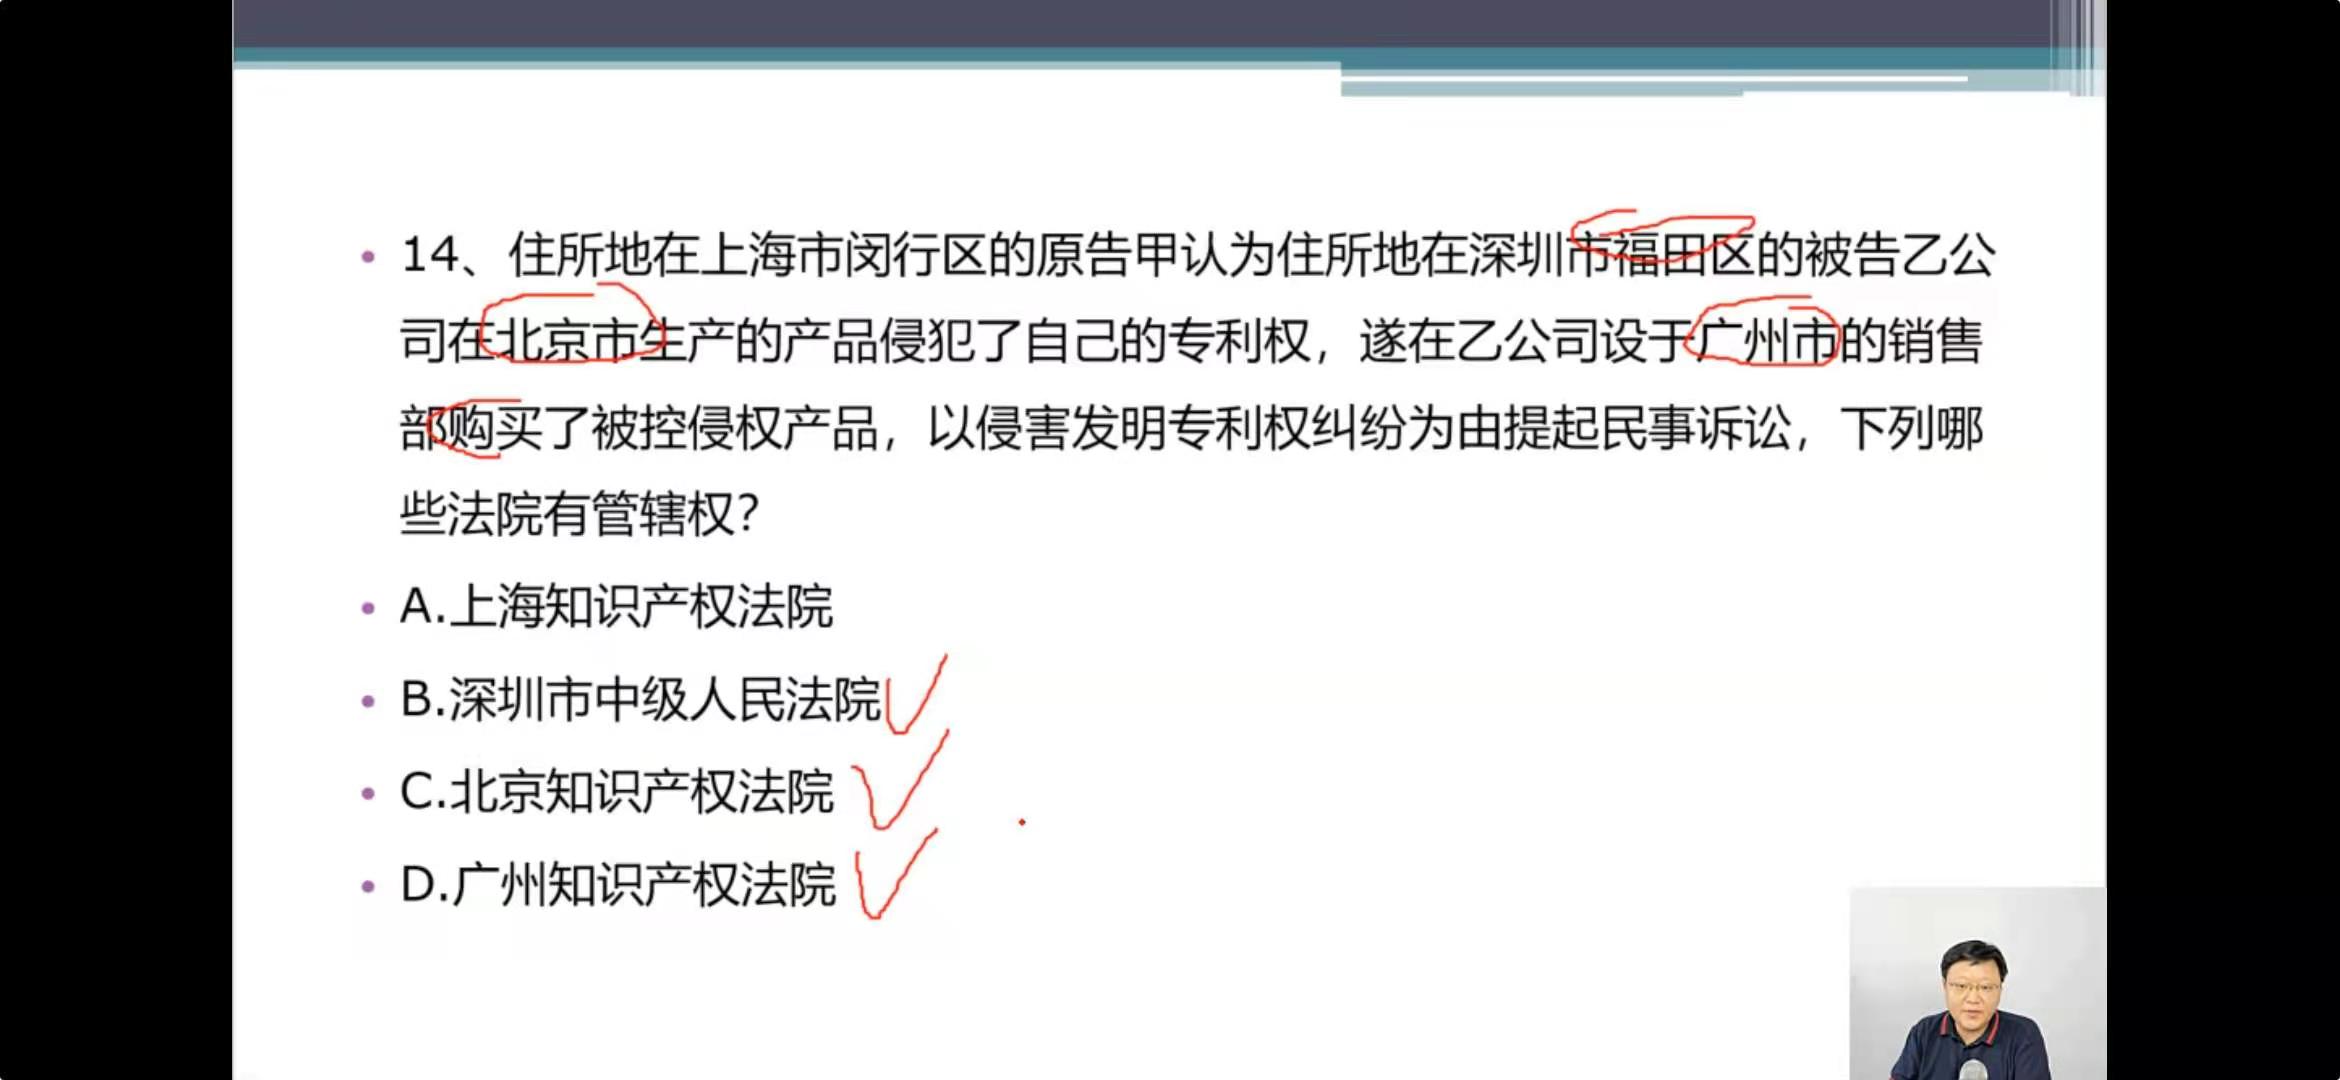 14、住所地在上海市闵行区的原告甲认为住所地在深圳市福田区的被告乙公
司在北京市生产的产品侵犯了自己的专利权，遂在乙公司设于广州市的销售
部购买了被控侵权产品，以侵害发明专利权纠纷为由提起民事诉讼，下列哪
些法院有管辖权？
A.上海知识产权法院
B.深圳市中级人民法院
C.北京知识产权法院
D.广州知识产权法院